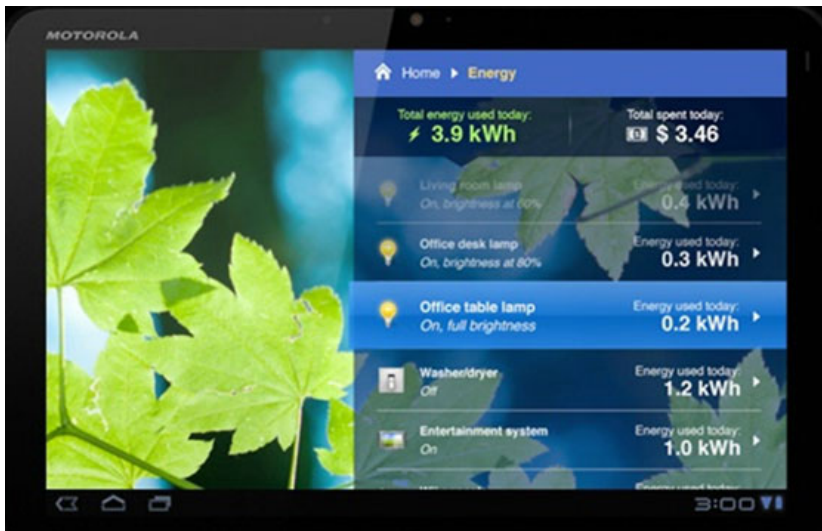 MOTOROLA
Home ▸ Energy
Total energy used today:
3.9 kWh
Total spent today:
$ 3.46
Living room lamp
On, brightness at 60%
Energy used today:
0.4 kWh
Office desk lamp
On, brightness at 80%
Energy used today:
0.3 kWh
Office table lamp
On, full brightness
Energy used today:
0.2 kWh
Washer/dryer
Off
Energy used today:
1.2 kWh
Entertainment system
On
Energy used today:
1.0 kWh
Energy used today:
3:00